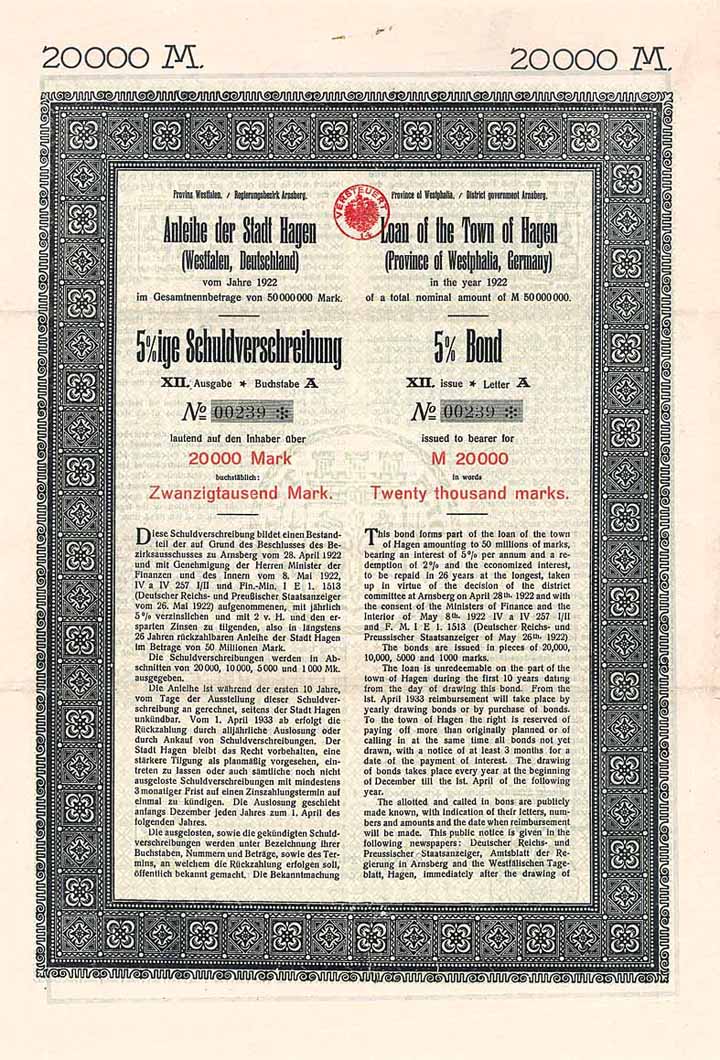 20000 M.
20000 M.
Provinz Westfalen. / Regierungsbezirk Arnsberg.
Anleihe der Stadt Hagen
(Westfalen, Deutschland)
vom Jahre 1922
im Gesamtnennbetrage von 50 000 000 Mark.
5%ige Schuldverschreibung
XII. Ausgabe ★ Buchstabe A
No 00239 ✻
lautend auf den Inhaber über
20000 Mark
buchstäblich:
Zwanzigtausend Mark.
Diese Schuldverschreibung bildet einen Bestand-
teil der auf Grund des Beschlusses des Be-
zirksausschusses zu Arnsberg vom 28. April 1922
und mit Genehmigung der Herren Minister der
Finanzen und des Innern vom 8. Mai 1922,
IV a IV 257 I/II und Fin.-Min. I E 1. 1513
(Deutscher Reichs- und Preußischer Staatsanzeiger
vom 26. Mai 1922) aufgenommenen, mit jährlich
5% verzinslichen und mit 2 v. H. und den er-
sparten Zinsen zu tilgenden, also in längstens
26 Jahren rückzahlbaren Anleihe der Stadt Hagen
im Betrage von 50 Millionen Mark.
Die Schuldverschreibungen werden in Ab-
schnitten von 20 000, 10 000, 5 000 und 1 000 Mk.
ausgegeben.
Die Anleihe ist während der ersten 10 Jahre,
vom Tage der Ausstellung dieser Schuldver-
schreibung an gerechnet, seitens der Stadt Hagen
unkündbar. Vom 1. April 1933 ab erfolgt die
Rückzahlung durch alljährliche Auslosung oder
durch Ankauf von Schuldverschreibungen. Der
Stadt Hagen bleibt das Recht vorbehalten, eine
stärkere Tilgung als planmäßig vorgesehen, ein-
treten zu lassen oder auch sämtliche noch nicht
ausgeloste Schuldverschreibungen mit mindestens
3 monatiger Frist auf einen Zinszahlungstermin auf
einmal zu kündigen. Die Auslosung geschieht
anfangs Dezember jeden Jahres zum 1. April des
folgenden Jahres.
Die ausgelosten, sowie die gekündigten Schuld-
verschreibungen werden unter Bezeichnung ihrer
Buchstaben, Nummern und Beträge, sowie des Ter-
mins, an welchem die Rückzahlung erfolgen soll,
öffentlich bekannt gemacht. Die Bekanntmachung
VERSTEUERT
Province of Westphalia. / District government Arnsberg.
Loan of the Town of Hagen
(Province of Westphalia, Germany)
in the year 1922
of a total nominal amount of M 50 000 000.
5% Bond
XII. issue ★ Letter A
No 00239 ✻
issued to bearer for
M 20000
in words
Twenty thousand marks.
This bond forms part of the loan of the town
of Hagen amounting to 50 millions of marks,
bearing an interest of 5% per annum and a re-
demption of 2% and the economized interest,
to be repaid in 26 years at the longest, taken
up in virtue of the decision of the district
committee at Arnsberg on April 28th. 1922 and with
the consent of the Ministers of Finance and the
Interior of May 8th. 1922 IV a IV 257 I/II
and F. M. I E 1. 1513 (Deutscher Reichs- und
Preussischer Staatsanzeiger of May 26th. 1922)
The bonds are issued in pieces of 20,000,
10,000, 5000 and 1000 marks.
The loan is unredeemable on the part of the
town of Hagen during the first 10 years dating
from the day of drawing this bond. From the
Ist. April 1933 reimbursement will take place by
yearly drawing bonds or by purchase of bonds.
To the town of Hagen the right is reserved of
paying off more than originally planned or of
calling in at the same time all bonds not yet
drawn, with a notice of at least 3 months for a
date of the payment of interest. The drawing
of bonds takes place every year at the beginning
of December till the Ist. April of the following
year.
The allotted and called in bons are publicly
made known, with indication of their letters, num-
bers and amounts and the date when reimbursement
will be made. This public notice is given in the
following newspapers: Deutscher Reichs- und
Preussischer Staatsanzeiger, Amtsblatt der Re-
gierung in Arnsberg and the Westfälischen Tage-
blatt, Hagen, immediately after the drawing of